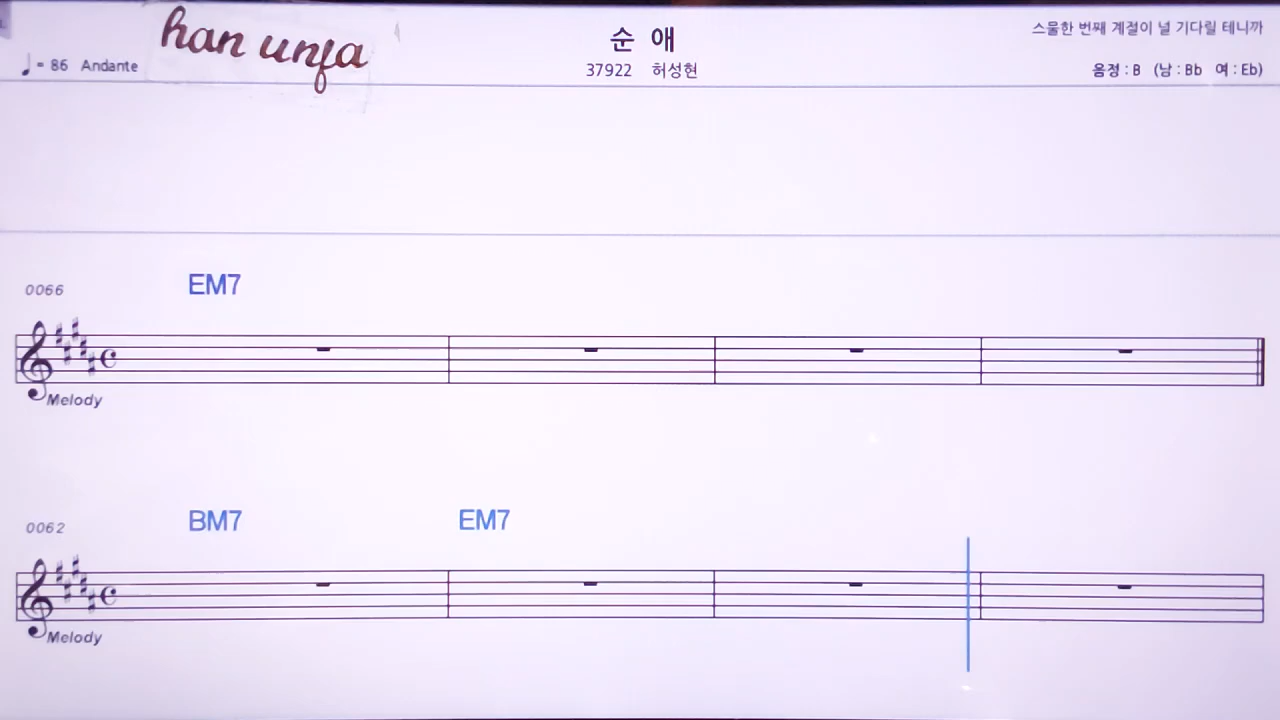 han unfa
♩= 86 Andante
순 애
37922 허성현
스물한 번째 계절이 널 기다릴 테니까
음정 : B (남 : Bb 여 : Eb)
0066
EM7
Melody
0062
BM7 EM7
Melody